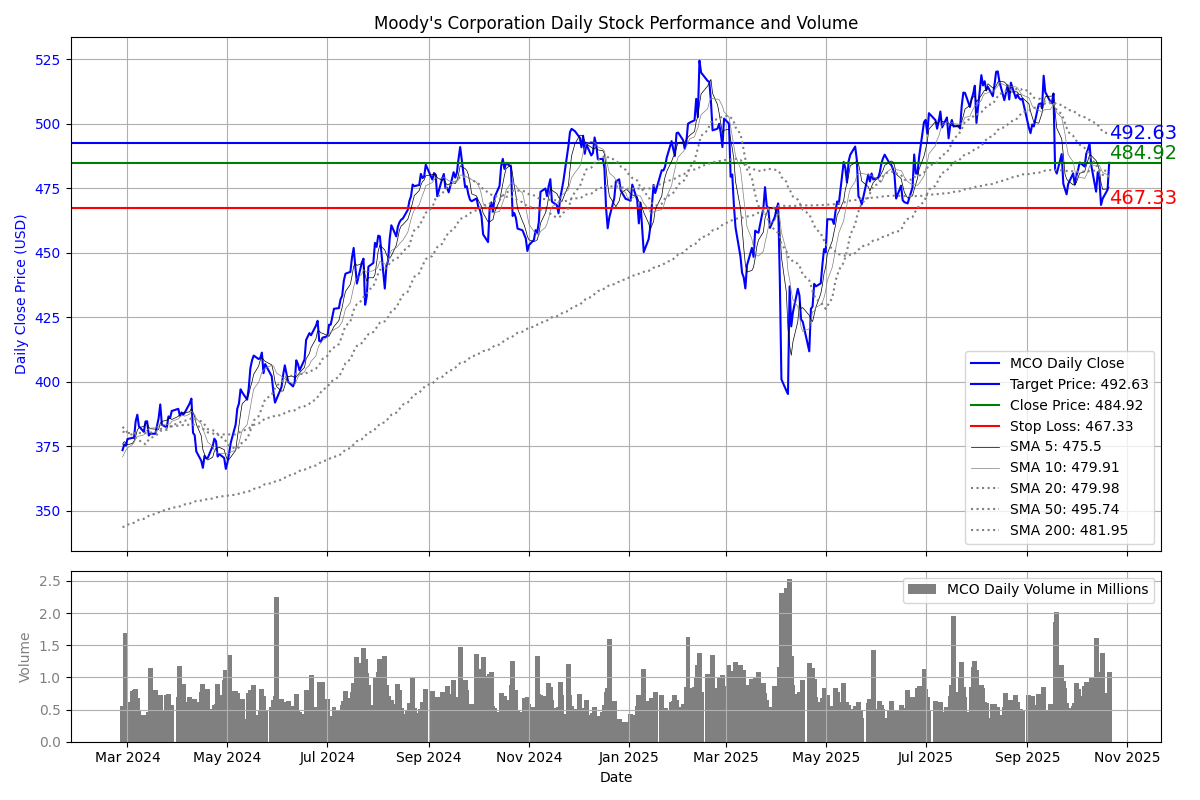 Moody's Corporation Daily Stock Performance and Volume
Daily Close Price (USD)
525
500
475
450
425
400
375
350
492.63
484.92
467.33
MCO Daily Close
Target Price: 492.63
Close Price: 484.92
Stop Loss: 467.33
SMA 5: 475.5
SMA 10: 479.91
SMA 20: 479.98
SMA 50: 495.74
SMA 200: 481.95
Volume
2.5
2.0
1.5
1.0
0.5
0.0
MCO Daily Volume in Millions
Mar 2024 May 2024 Jul 2024 Sep 2024 Nov 2024 Jan 2025 Mar 2025 May 2025 Jul 2025 Sep 2025 Nov 2025
Date